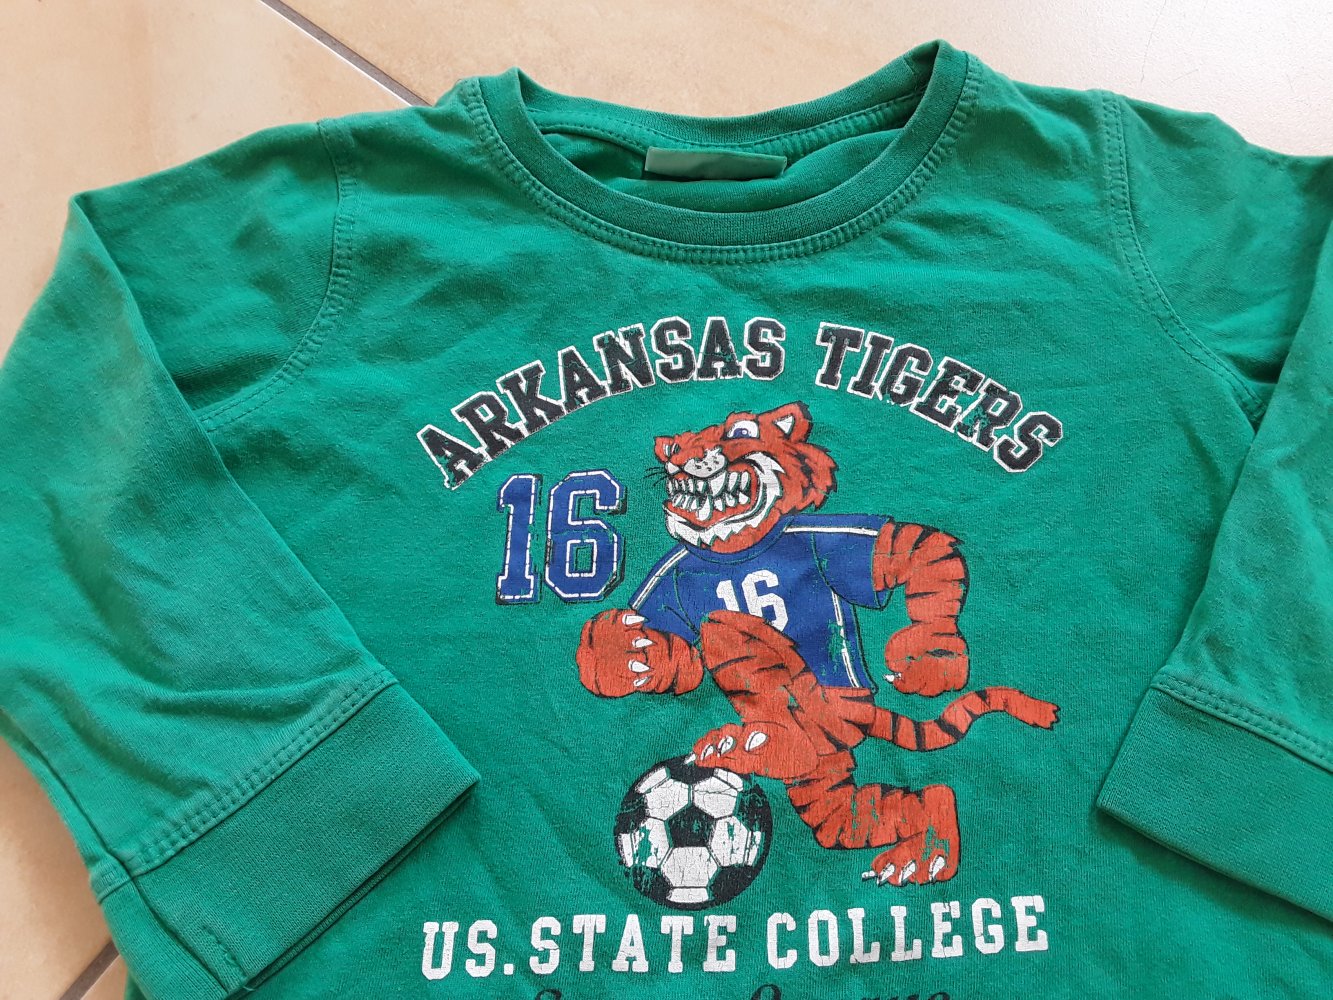 ARKANSAS TIGERS
16
16
US.STATE COLLEGE